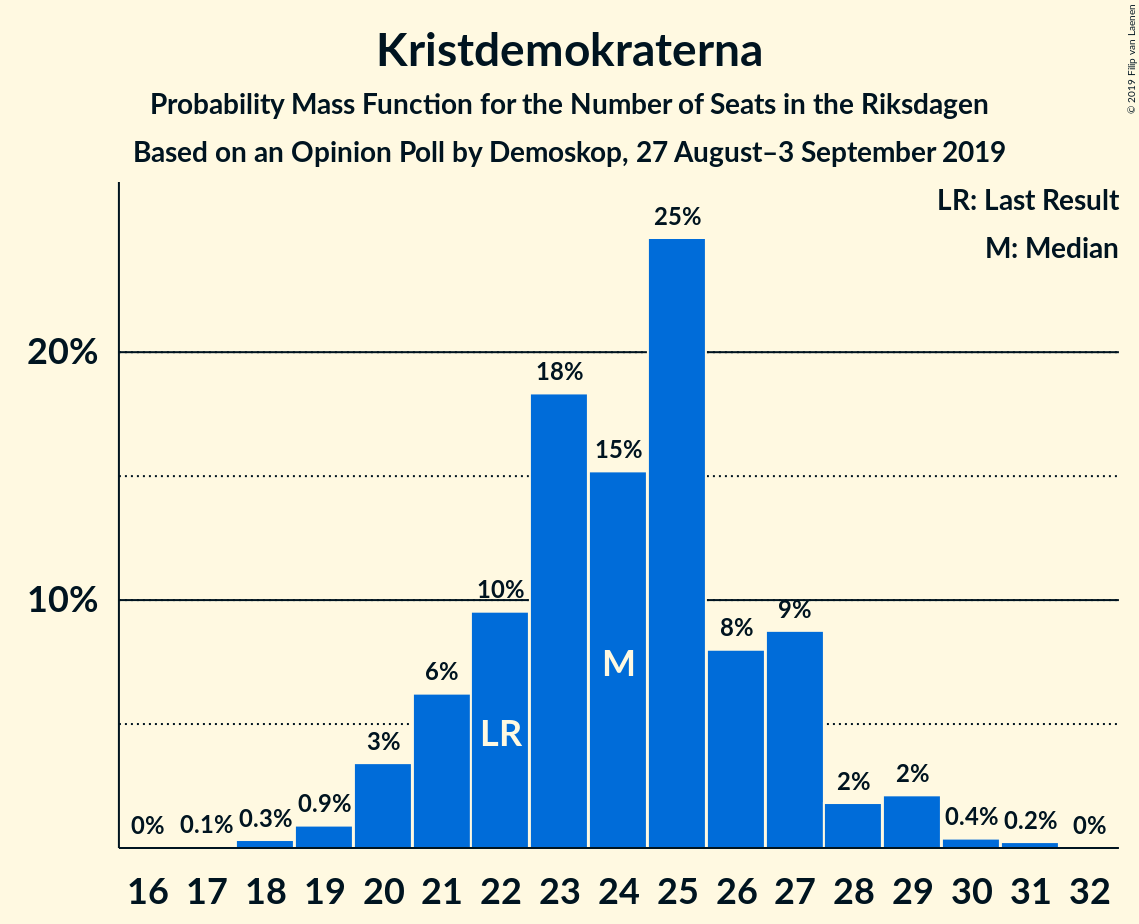 Kristdemokraterna
Probability Mass Function for the Number of Seats in the Riksdagen
Based on an Opinion Poll by Demoskop, 27 August–3 September 2019
© 2019 Filip van Laenen
LR: Last Result
M: Median
25%
20%
18%
15%
10%
10%
9%
8%
M
6%
LR
3%
2%
2%
0.9%
0.4%
0.3%
0.2%
0.1%
0%
0%
16 17 18 19 20 21 22 23 24 25 26 27 28 29 30 31 32